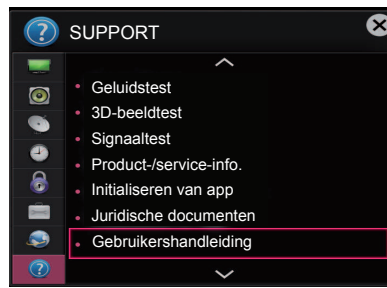 SUPPORT
Geluidstest
3D-beeldtest
Signaaltest
Product-/service-info.
Initialiseren van app
Juridische documenten
Gebruikershandleiding